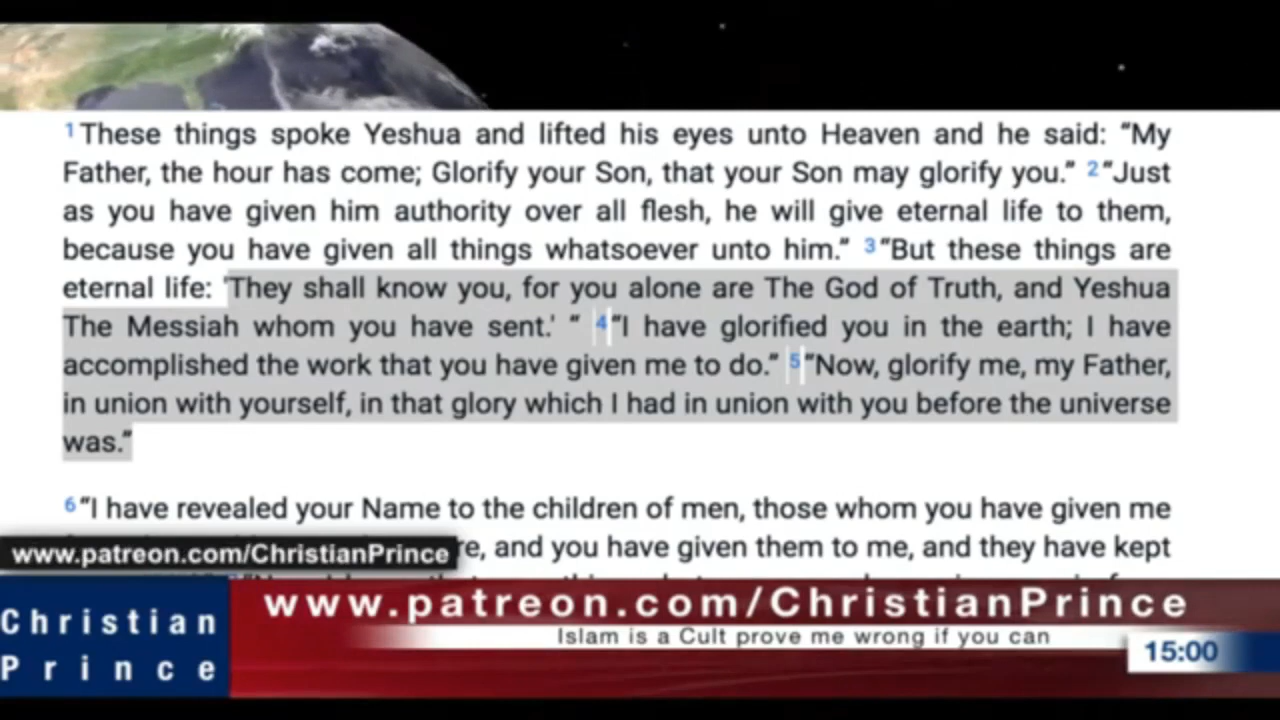 1 These things spoke Yeshua and lifted his eyes unto Heaven and he said: “My
Father, the hour has come; Glorify your Son, that your Son may glorify you.” 2 “Just
as you have given him authority over all flesh, he will give eternal life to them,
because you have given all things whatsoever unto him.” 3 “But these things are
eternal life: 'They shall know you, for you alone are The God of Truth, and Yeshua
The Messiah whom you have sent.' “ 4 “I have glorified you in the earth; I have
accomplished the work that you have given me to do.” 5 “Now, glorify me, my Father,
in union with yourself, in that glory which I had in union with you before the universe
was.”
6 “I have revealed your Name to the children of men, those whom you have given me
re, and you have given them to me, and they have kept
www.patreon.com/ChristianPrince
www.patreon.com/ChristianPrince
Islam is a Cult prove me wrong if you can
Christian
Prince
15:00